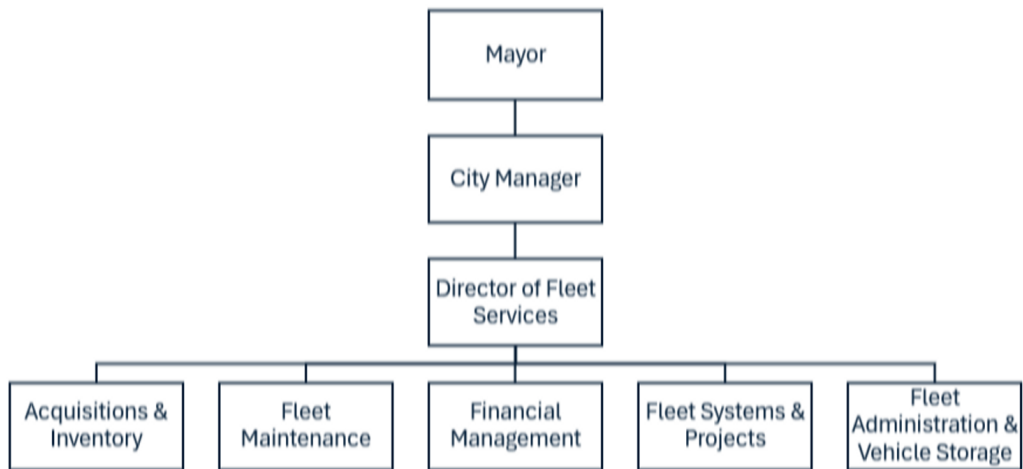 Mayor
City Manager
Director of Fleet
Services
Acquisitions &
Inventory
Fleet
Maintenance
Financial
Management
Fleet Systems &
Projects
Fleet
Administration &
Vehicle Storage